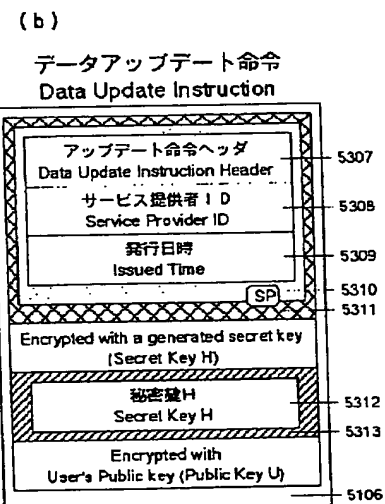 (b)
データアップデート命令
Data Update Instruction
アップデート命令ヘッダ
Data Update Instruction Header
5307
サービス提供者ID
Service Provider ID
5308
発行日時
Issued Time
5309
SP
5310
5311
Encrypted with a generated secret key
(Secret Key H)
秘密鍵H
Secret Key H
5312
5313
Encrypted with
User's Public key (Public Key U)
5106